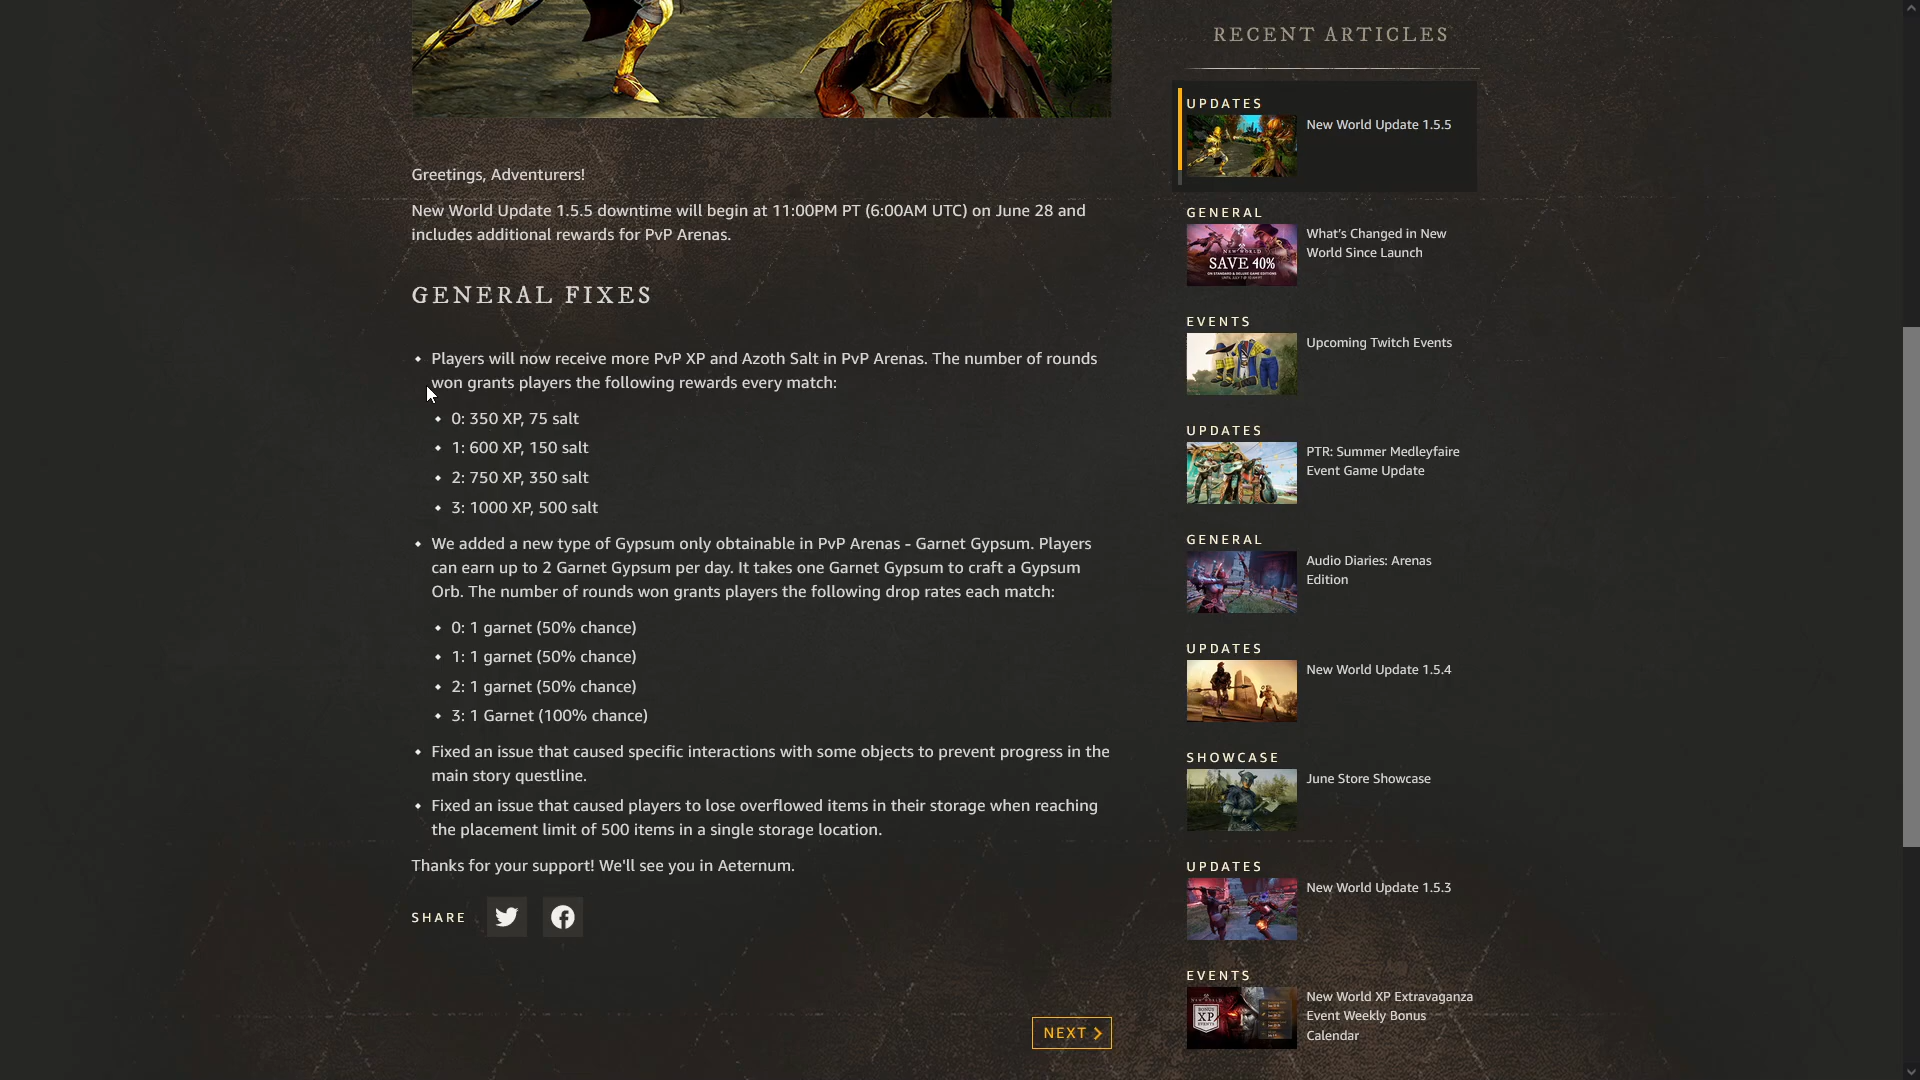 RECENT ARTICLES
UPDATES
New World Update 1.5.5
Greetings, Adventurers!
New World Update 1.5.5 downtime will begin at 11:00PM PT (6:00AM UTC) on June 28 and
includes additional rewards for PvP Arenas.
GENERAL FIXES
Players will now receive more PvP XP and Azoth Salt in PvP Arenas. The number of rounds
won grants players the following rewards every match:
0: 350 XP, 75 salt
1: 600 XP, 150 salt
2: 750 XP, 350 salt
3: 1000 XP, 500 salt
We added a new type of Gypsum only obtainable in PvP Arenas - Garnet Gypsum. Players
can earn up to 2 Garnet Gypsum per day. It takes one Garnet Gypsum to craft a Gypsum
Orb. The number of rounds won grants players the following drop rates each match:
0: 1 garnet (50% chance)
1: 1 garnet (50% chance)
2: 1 garnet (50% chance)
3: 1 Garnet (100% chance)
Fixed an issue that caused specific interactions with some objects to prevent progress in the
main story questline.
Fixed an issue that caused players to lose overflowed items in their storage when reaching
the placement limit of 500 items in a single storage location.
Thanks for your support! We'll see you in Aeternum.
SHARE
NEXT
GENERAL
NEW WORLD
SAVE 40%
What's Changed in New
World Since Launch
EVENTS
Upcoming Twitch Events
UPDATES
PTR: Summer Medleyfaire
Event Game Update
GENERAL
Audio Diaries: Arenas
Edition
UPDATES
New World Update 1.5.4
SHOWCASE
June Store Showcase
UPDATES
New World Update 1.5.3
EVENTS
NEW WORLD
BONUS
XP
New World XP Extravaganza
Event Weekly Bonus
Calendar